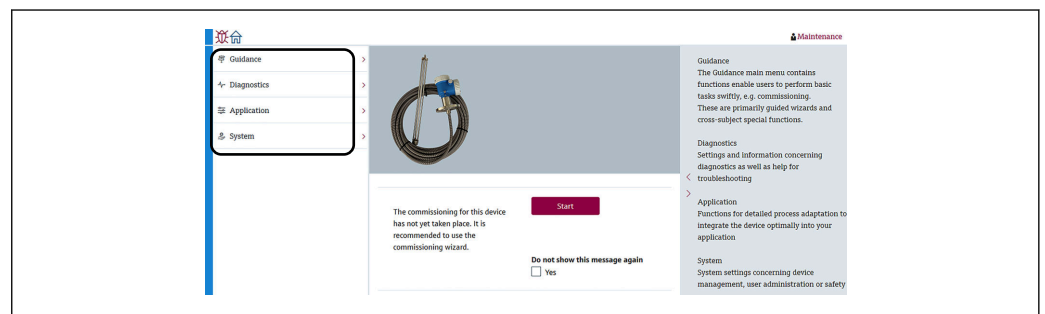 Maintenance
Guidance
Diagnostics
Application
System
The commissioning for this device
has not yet taken place. It is
recommended to use the
commissioning wizard.
Start
Do not show this message again
Yes
Guidance
The Guidance main menu contains
functions enable users to perform basic
tasks swiftly, e.g. commissioning.
These are primarily guided wizards and
cross-subject special functions.
Diagnostics
Settings and information concerning
diagnostics as well as help for
troubleshooting
Application
Functions for detailed process adaptation to
integrate the device optimally into your
application
System
System settings concerning device
management, user administration or safety